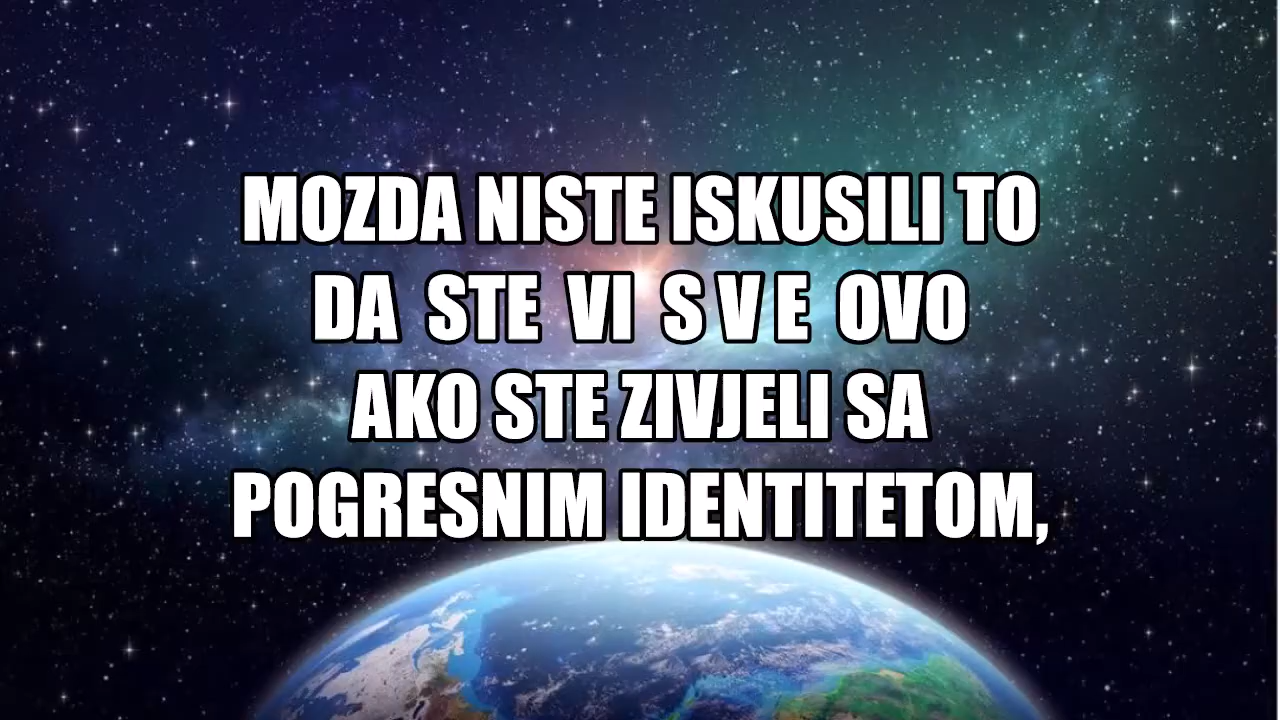 MOZDA NISTE ISKUSILI TO
DA STE VI S V E OVO
AKO STE ZIVJELI SA
POGRESNIM IDENTITETOM,